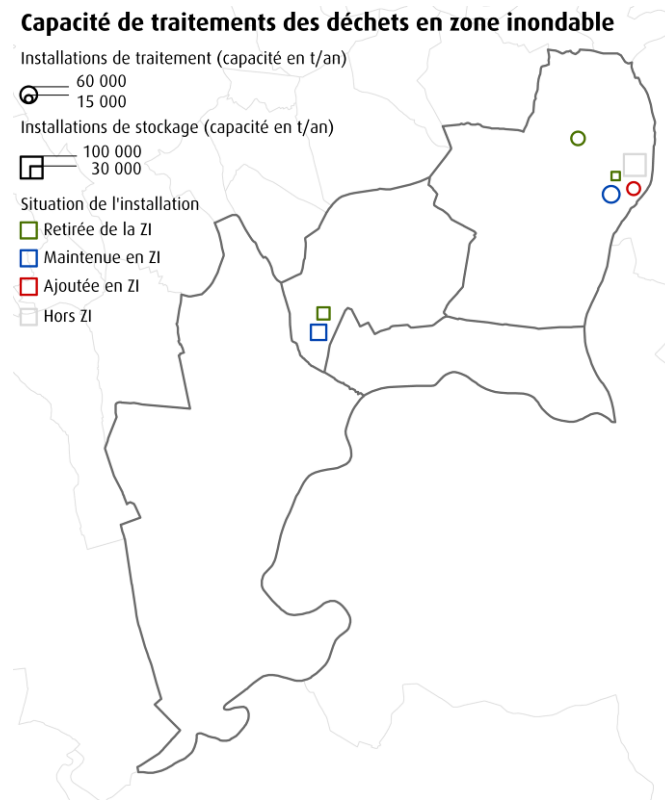 Capacité de traitements des déchets en zone inondable
Installations de traitement (capacité en t/an)
60 000
15 000
Installations de stockage (capacité en t/an)
100 000
30 000
Situation de l'installation
Retirée de la ZI
Maintenue en ZI
Ajoutée en ZI
Hors ZI